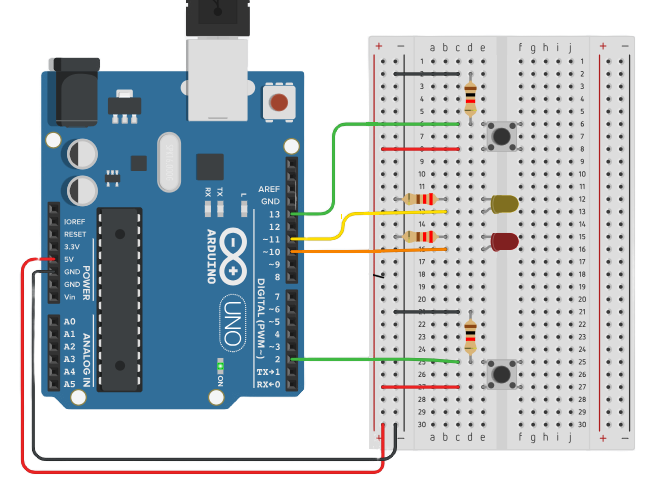 + − a b c d e f g h i j + −
1 1
2 2
3 3
4 4
5 5
6 6
7 7
8 8
9 9
10 10
11 11
12 12
13 13
14 14
15 15
16 16
17 17
18 18
19 19
20 20
21 21
22 22
23 23
24 24
25 25
26 26
27 27
28 28
29 29
30 30
+ − a b c d e f g h i j + −
RX TX L
ARDUINO
UNO
ON
IOREF
RESET
3.3V
5V
GND
GND
Vin
POWER
A0
A1
A2
A3
A4
A5
ANALOG IN
AREF
GND
13
12
~11
~10
~9
8
7
~6
~5
4
~3
2
TX→1
RX←0
DIGITAL (PWM~)